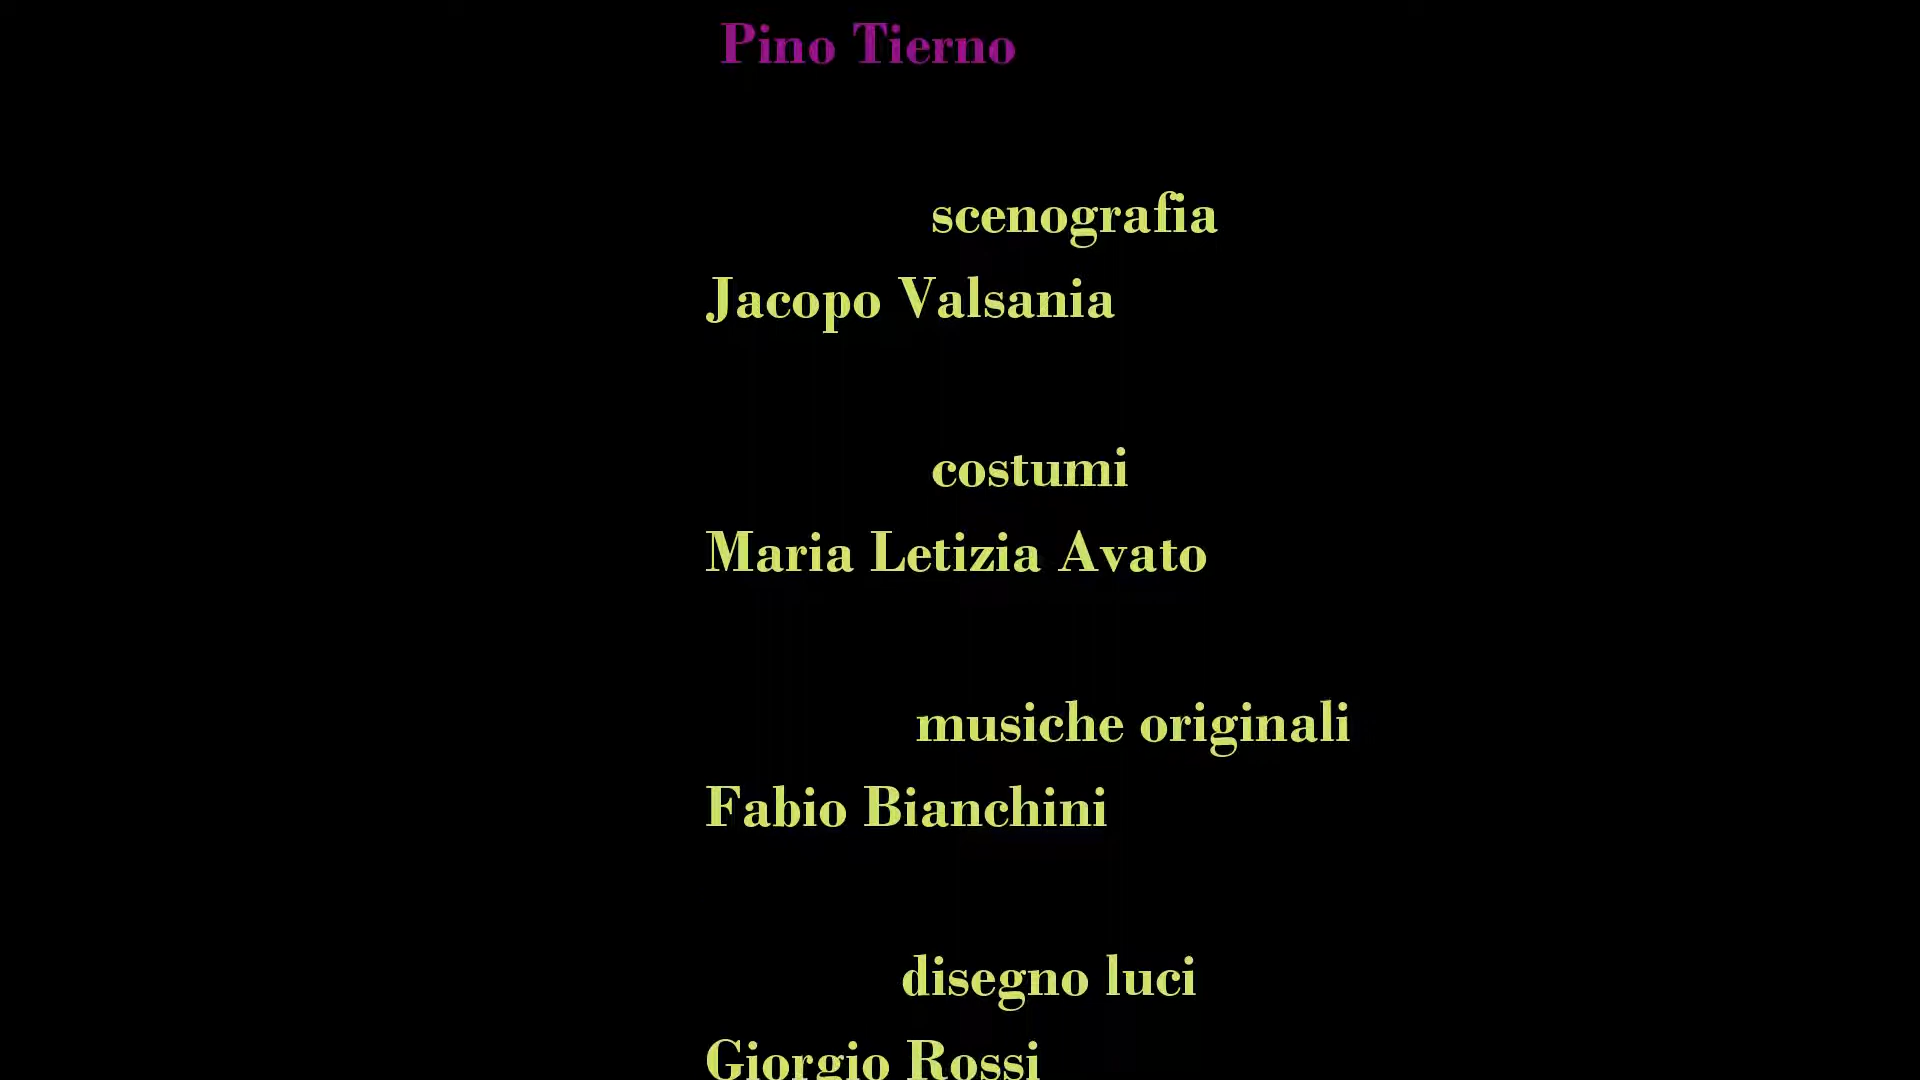 Pino Tierno
scenografia
Jacopo Valsania
costumi
Maria Letizia Avato
musiche originali
Fabio Bianchini
disegno luci
Giorgio Rossi